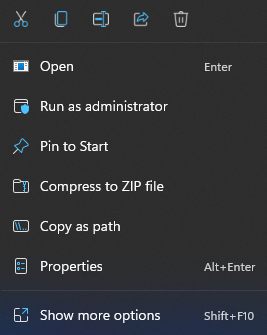 Open Enter
Run as administrator
Pin to Start
Compress to ZIP file
Copy as path
Properties Alt+Enter
Show more options Shift+F10